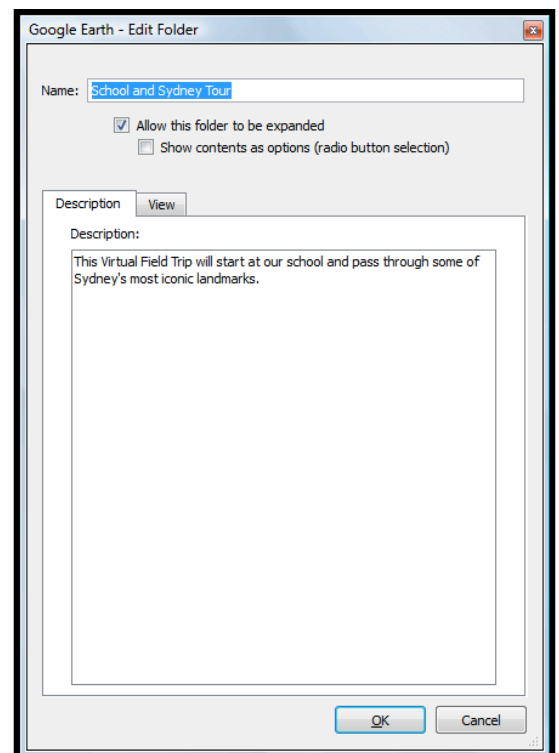 Google Earth - Edit Folder
Name: School and Sydney Tour
Allow this folder to be expanded
Show contents as options (radio button selection)
Description View
Description:
This Virtual Field Trip will start at our school and pass through some of
Sydney's most iconic landmarks.
OK Cancel